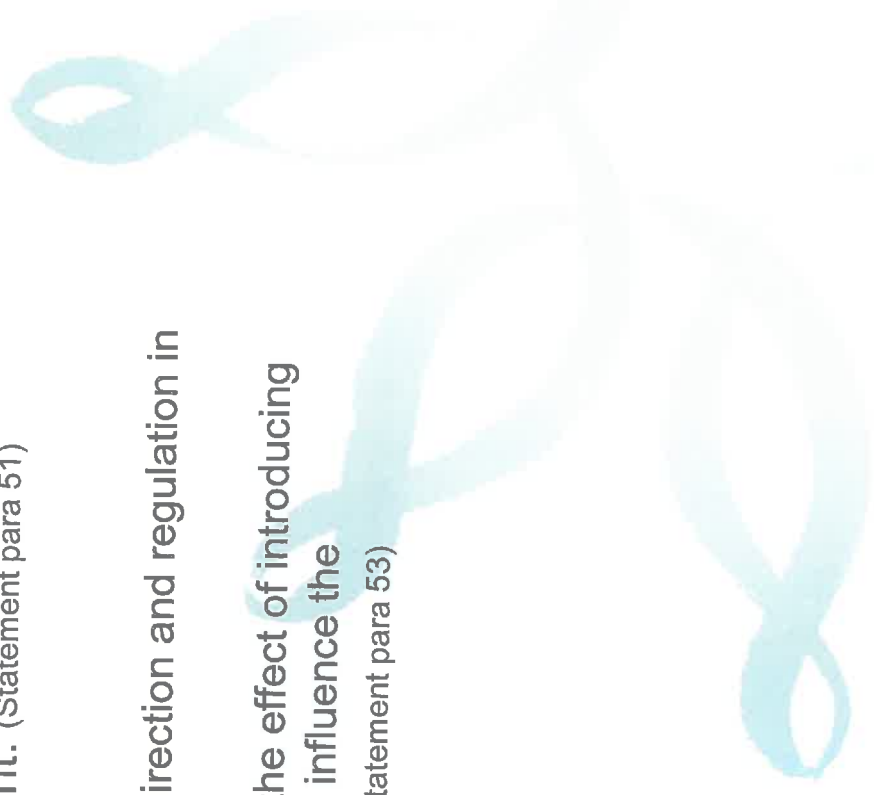 nt. (Statement para 51)
irection and regulation in
he effect of introducing
influence the
tatement para 53)